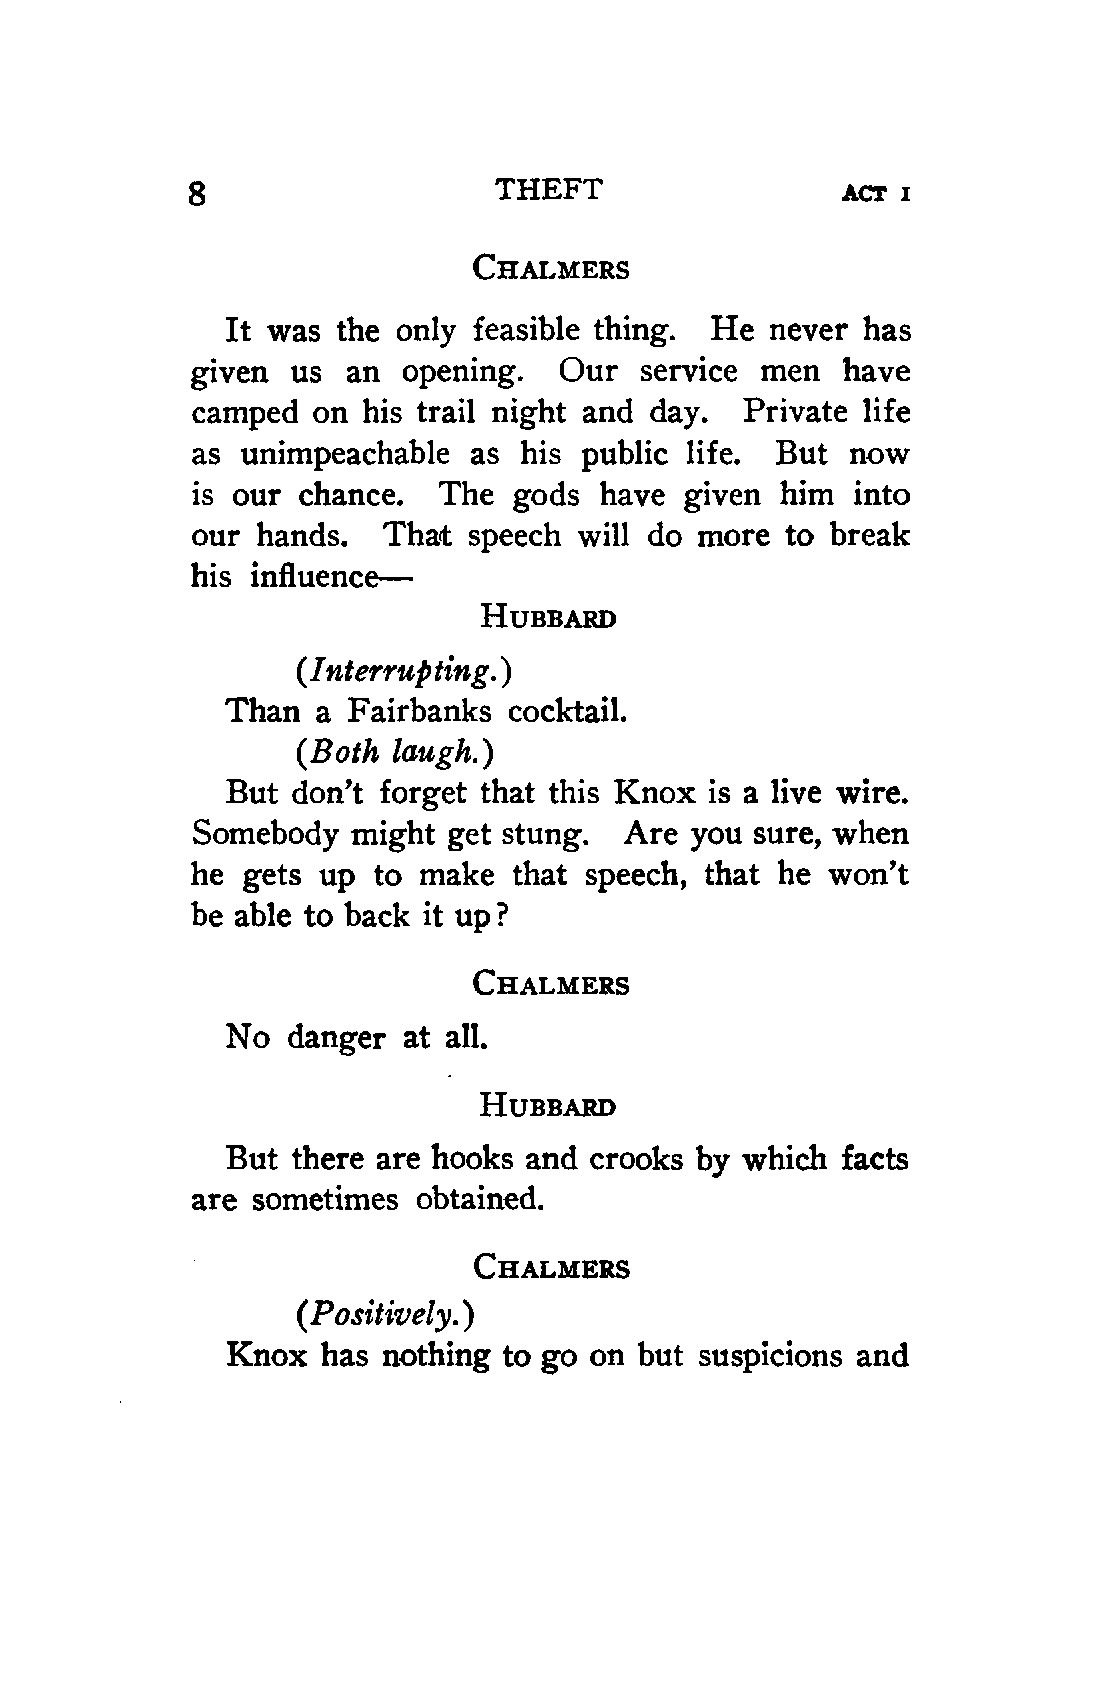 8 THEFT ACT I
CHALMERS
It was the only feasible thing. He never has
given us an opening. Our service men have
camped on his trail night and day. Private life
as unimpeachable as his public life. But now
is our chance. The gods have given him into
our hands. That speech will do more to break
his influence—
HUBBARD
(Interrupting.)
Than a Fairbanks cocktail.
(Both laugh.)
But don't forget that this Knox is a live wire.
Somebody might get stung. Are you sure, when
he gets up to make that speech, that he won't
be able to back it up?
CHALMERS
No danger at all.
HUBBARD
But there are hooks and crooks by which facts
are sometimes obtained.
CHALMERS
(Positively.)
Knox has nothing to go on but suspicions and